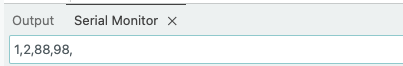 Output Serial Monitor ×
1,2,88,98,